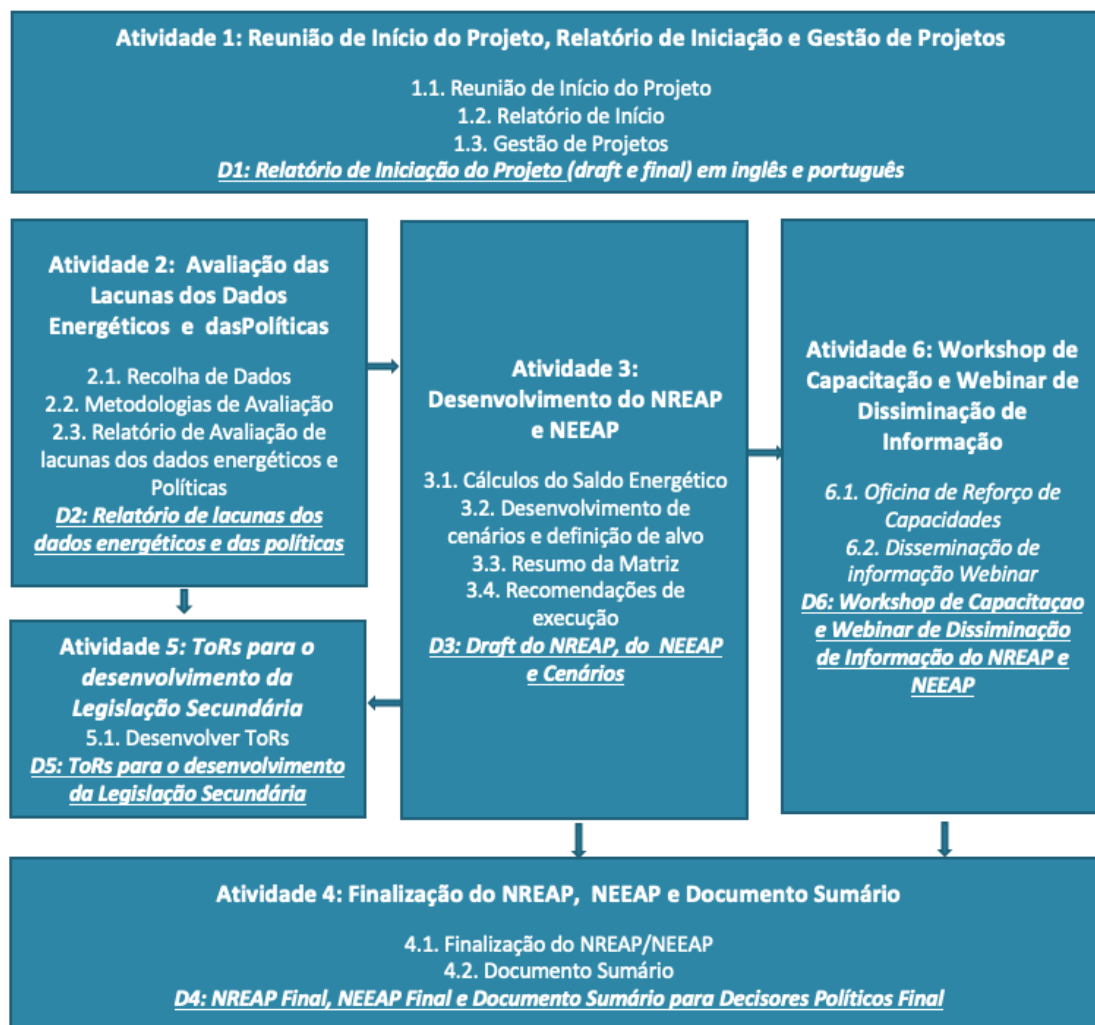 Atividade 1: Reunião de Início do Projeto, Relatório de Iniciação e Gestão de Projetos
1.1. Reunião de Início do Projeto
1.2. Relatório de Início
1.3. Gestão de Projetos
D1: Relatório de Iniciação do Projeto (draft e final) em inglês e português
Atividade 2: Avaliação das
Lacunas dos Dados
Energéticos e dasPolíticas
2.1. Recolha de Dados
2.2. Metodologias de Avaliação
2.3. Relatório de Avaliação de
lacunas dos dados energéticos e
Políticas
D2: Relatório de lacunas dos
dados energéticos e das políticas
Atividade 5: ToRs para o
desenvolvimento da
Legislação Secundária
5.1. Desenvolver ToRs
D5: ToRs para o desenvolvimento
da Legislação Secundária
Atividade 3:
Desenvolvimento do NREAP
e NEEAP
3.1. Cálculos do Saldo Energético
3.2. Desenvolvimento de
cenários e definição de alvo
3.3. Resumo da Matriz
3.4. Recomendações de
execução
D3: Draft do NREAP, do NEEAP
e Cenários
Atividade 6: Workshop de
Capacitação e Webinar de
Dissiminação de
Informação
6.1. Oficina de Reforço de
Capacidades
6.2. Disseminação de
informação Webinar
D6: Workshop de Capacitaçao
e Webinar de Dissiminação
de Informação do NREAP e
NEEAP
Atividade 4: Finalização do NREAP, NEEAP e Documento Sumário
4.1. Finalização do NREAP/NEEAP
4.2. Documento Sumário
D4: NREAP Final, NEEAP Final e Documento Sumário para Decisores Políticos Final